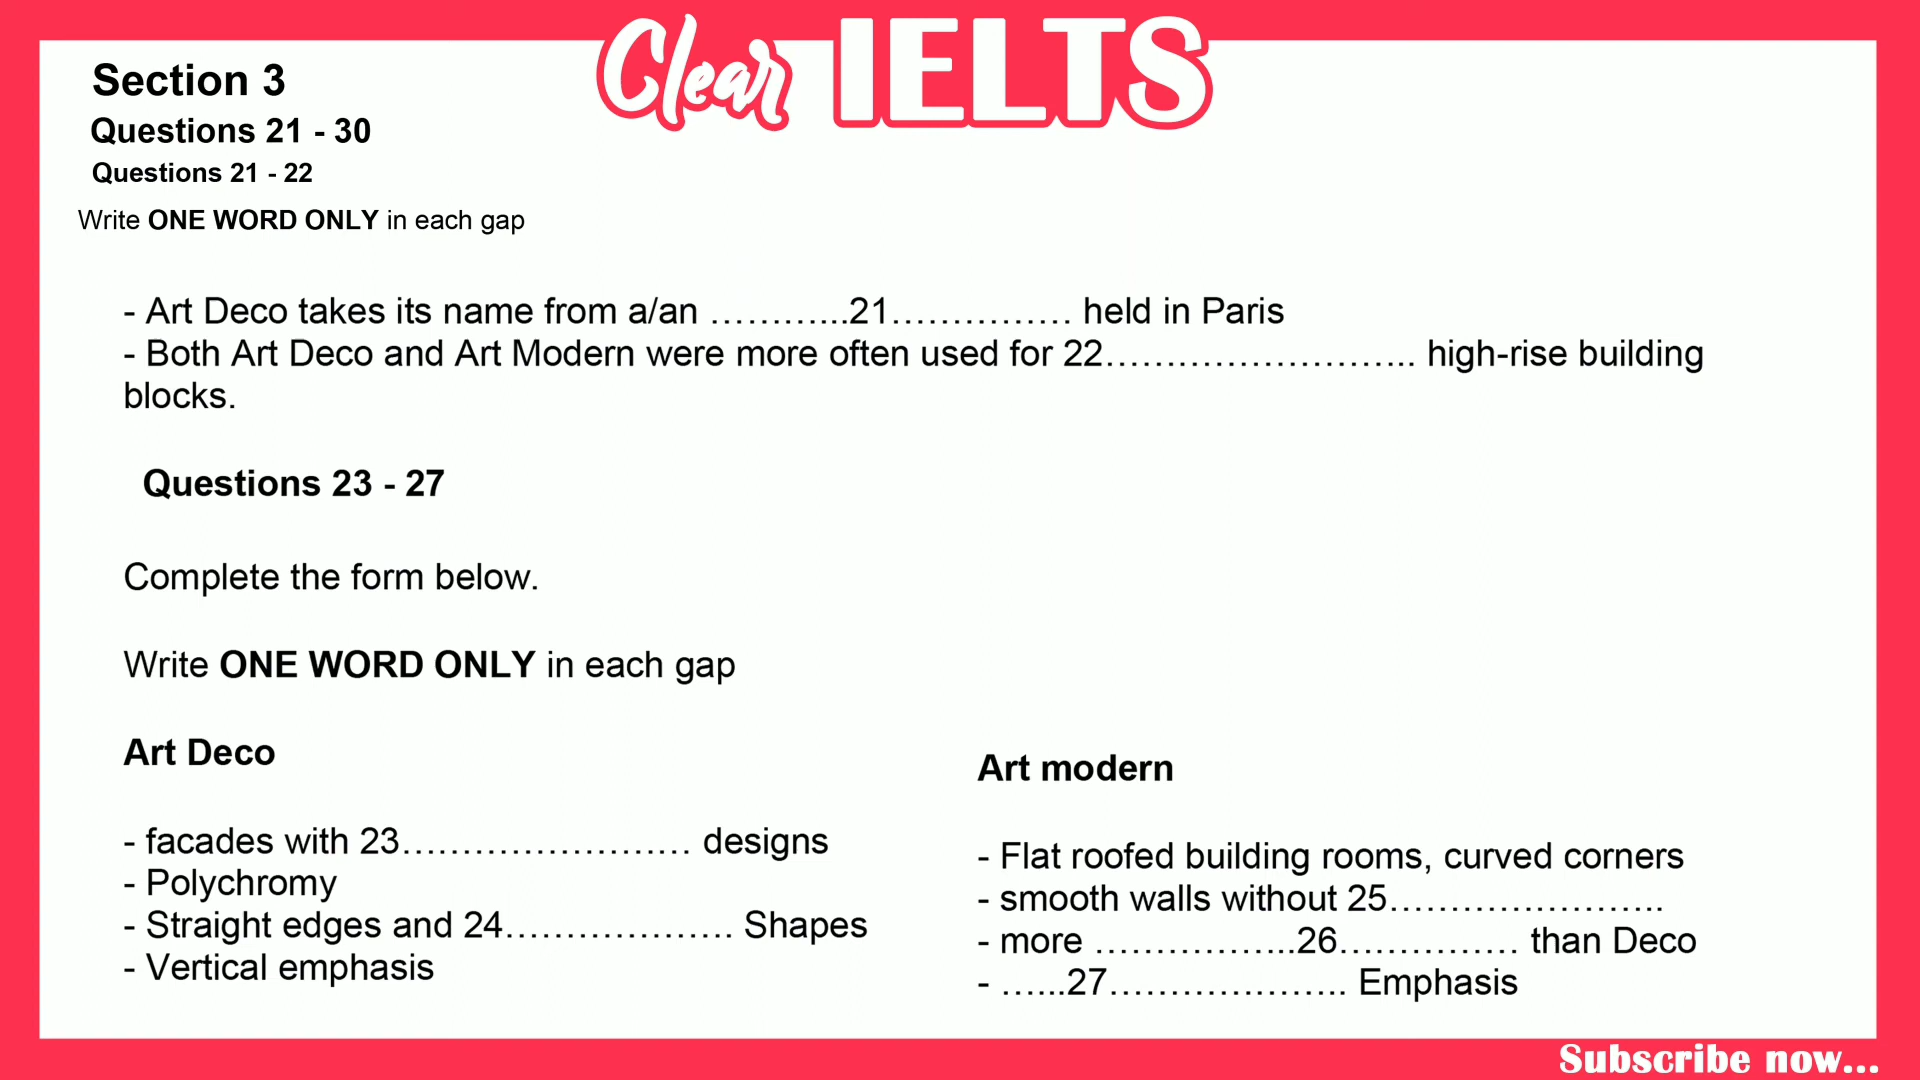 Clear IELTS
Section 3
Questions 21 - 30
Questions 21 - 22
Write ONE WORD ONLY in each gap
- Art Deco takes its name from a/an ………...21…………… held in Paris
- Both Art Deco and Art Modern were more often used for 22…………………….. high-rise building
blocks.
Questions 23 - 27
Complete the form below.
Write ONE WORD ONLY in each gap
Art Deco
- facades with 23…………………… designs
- Polychromy
- Straight edges and 24………………. Shapes
- Vertical emphasis
Art modern
- Flat roofed building rooms, curved corners
- smooth walls without 25…………………..
- more ……………..26…………… than Deco
- …...27……………….. Emphasis
Subscribe now...